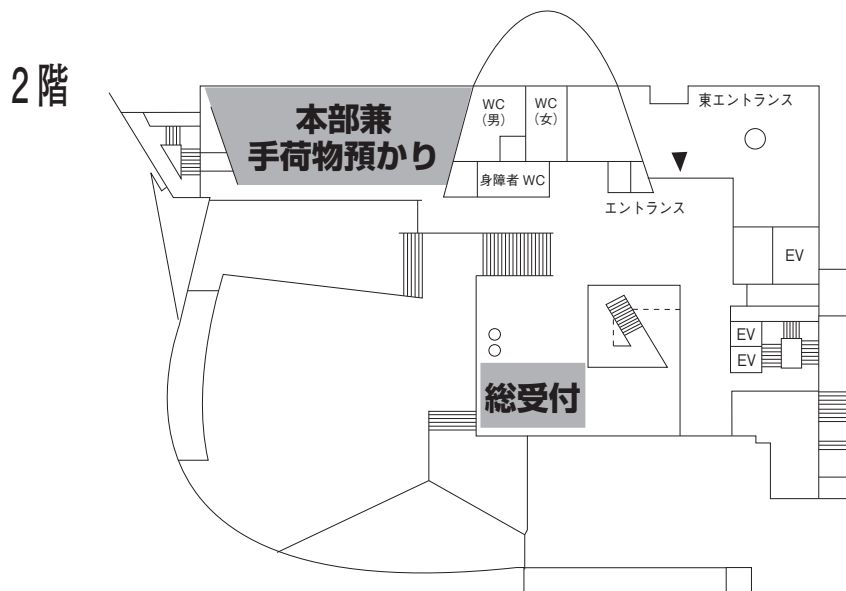 2階
本部兼
手荷物預かり
WC
(男)
WC
(女)
東エントランス
身障者 WC
エントランス
EV
EV
EV
総受付